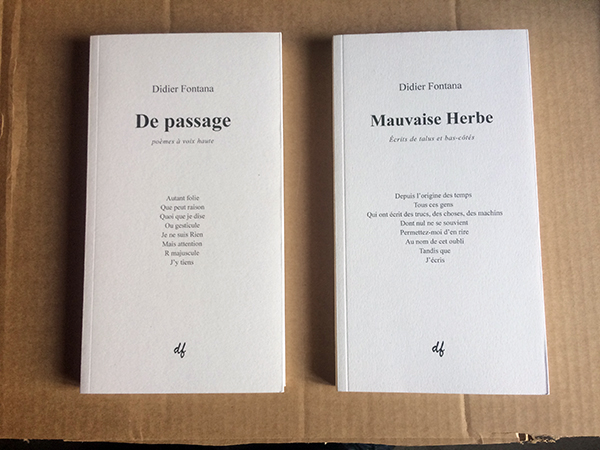 Didier Fontana
De passage
poèmes à voix haute
Autant folie
Que peut raison
Quoi que je dise
Ou gesticule
Je ne suis Rien
Mais attention
R majuscule
J'y tiens
df
Didier Fontana
Mauvaise Herbe
Écrits de talus et bas-côtés
Depuis l'origine des temps
Tous ces gens
Qui ont écrit des trucs, des choses, des machins
Dont nul ne se souvient
Permettez-moi d'en rire
Au nom de cet oubli
Tandis que
J'écris
df